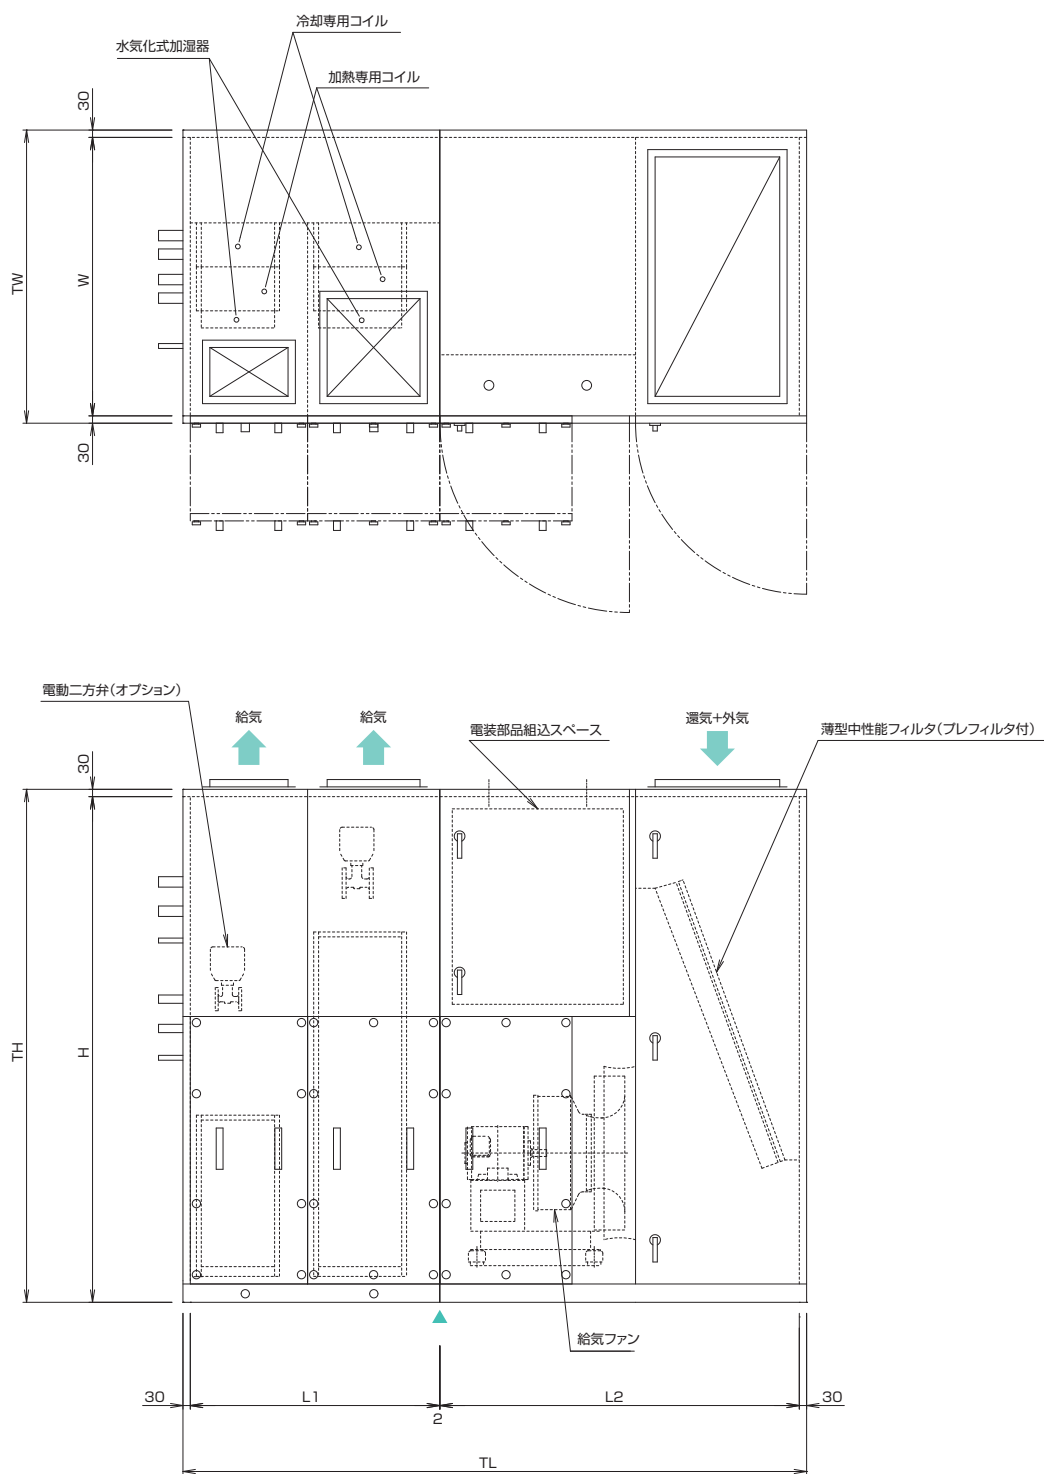 冷却専用コイル
水気化式加湿器
加熱専用コイル
30
TW
W
30
電動二方弁(オプション)
給気
給気
電装部品組込スペース
還気+外気
薄型中性能フィルタ(プレフィルタ付)
30
TH
H
給気ファン
30
L1
2
L2
30
TL